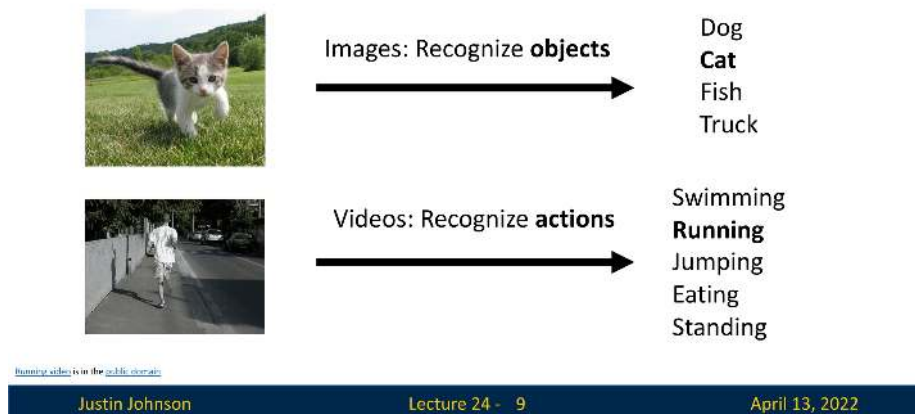 Images: Recognize objects
Dog
Cat
Fish
Truck
Videos: Recognize actions
Swimming
Running
Jumping
Eating
Standing
Running video is in the public domain
Justin Johnson
Lecture 24 - 9
April 13, 2022